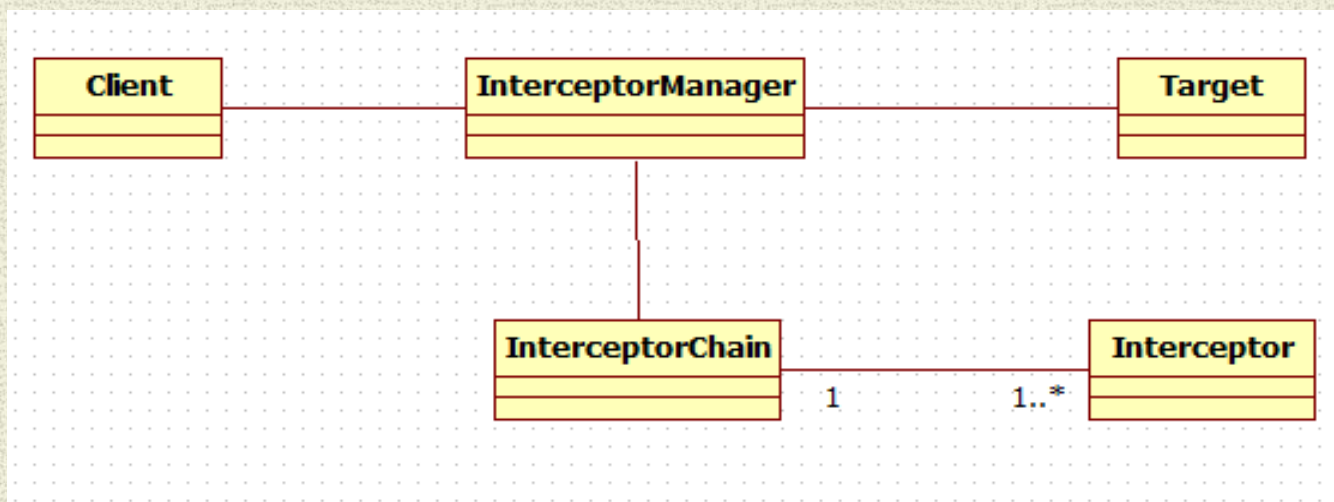 Client
InterceptorManager
Target
InterceptorChain
Interceptor
1
1..*